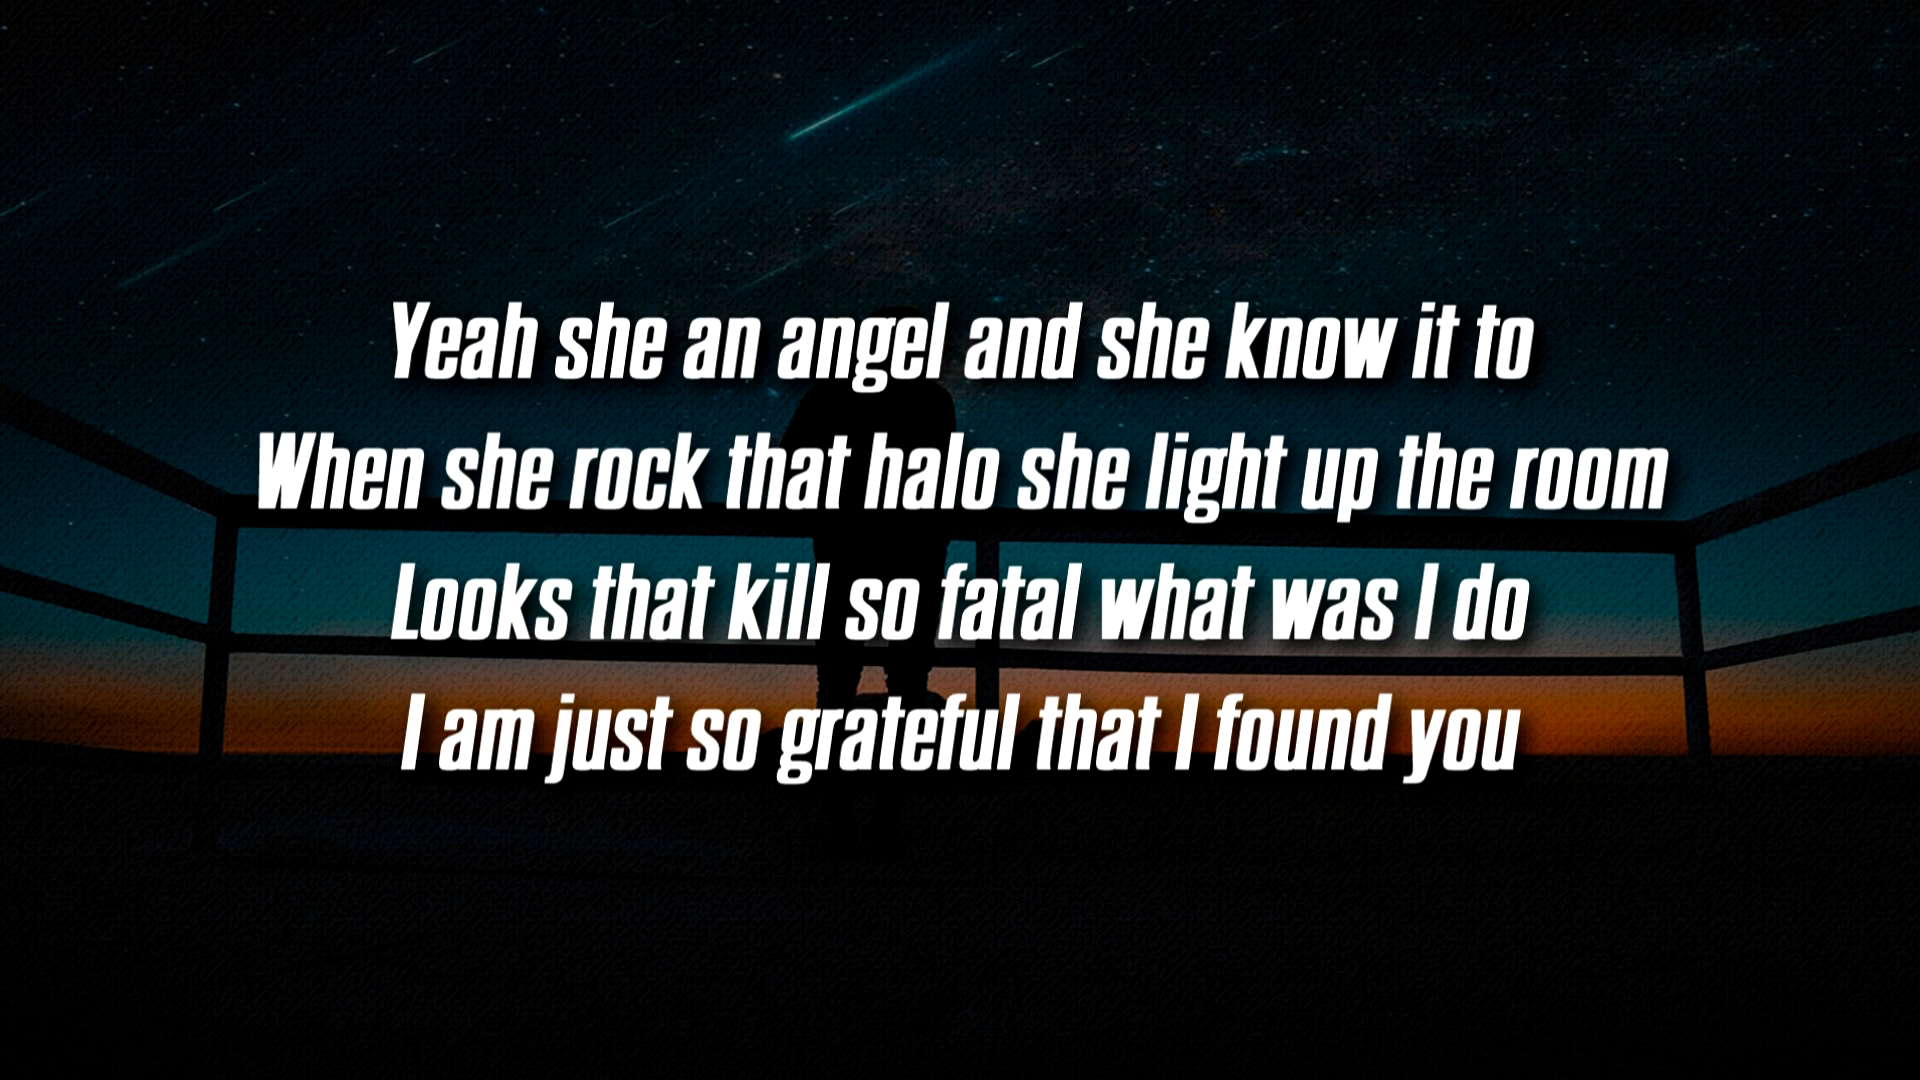 Yeah she an angel and she know it to
When she rock that halo she light up the room
Looks that kill so fatal what was I do
I am just so grateful that I found you